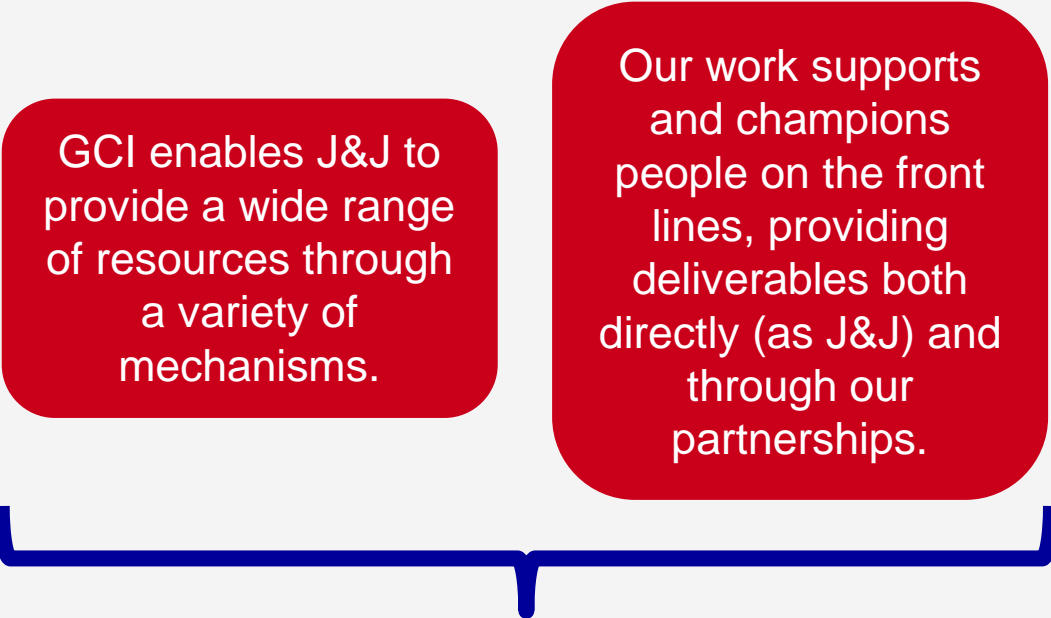 GCI enables J&J to
provide a wide range
of resources through
a variety of
mechanisms.
Our work supports
and champions
people on the front
lines, providing
deliverables both
directly (as J&J) and
through our
partnerships.